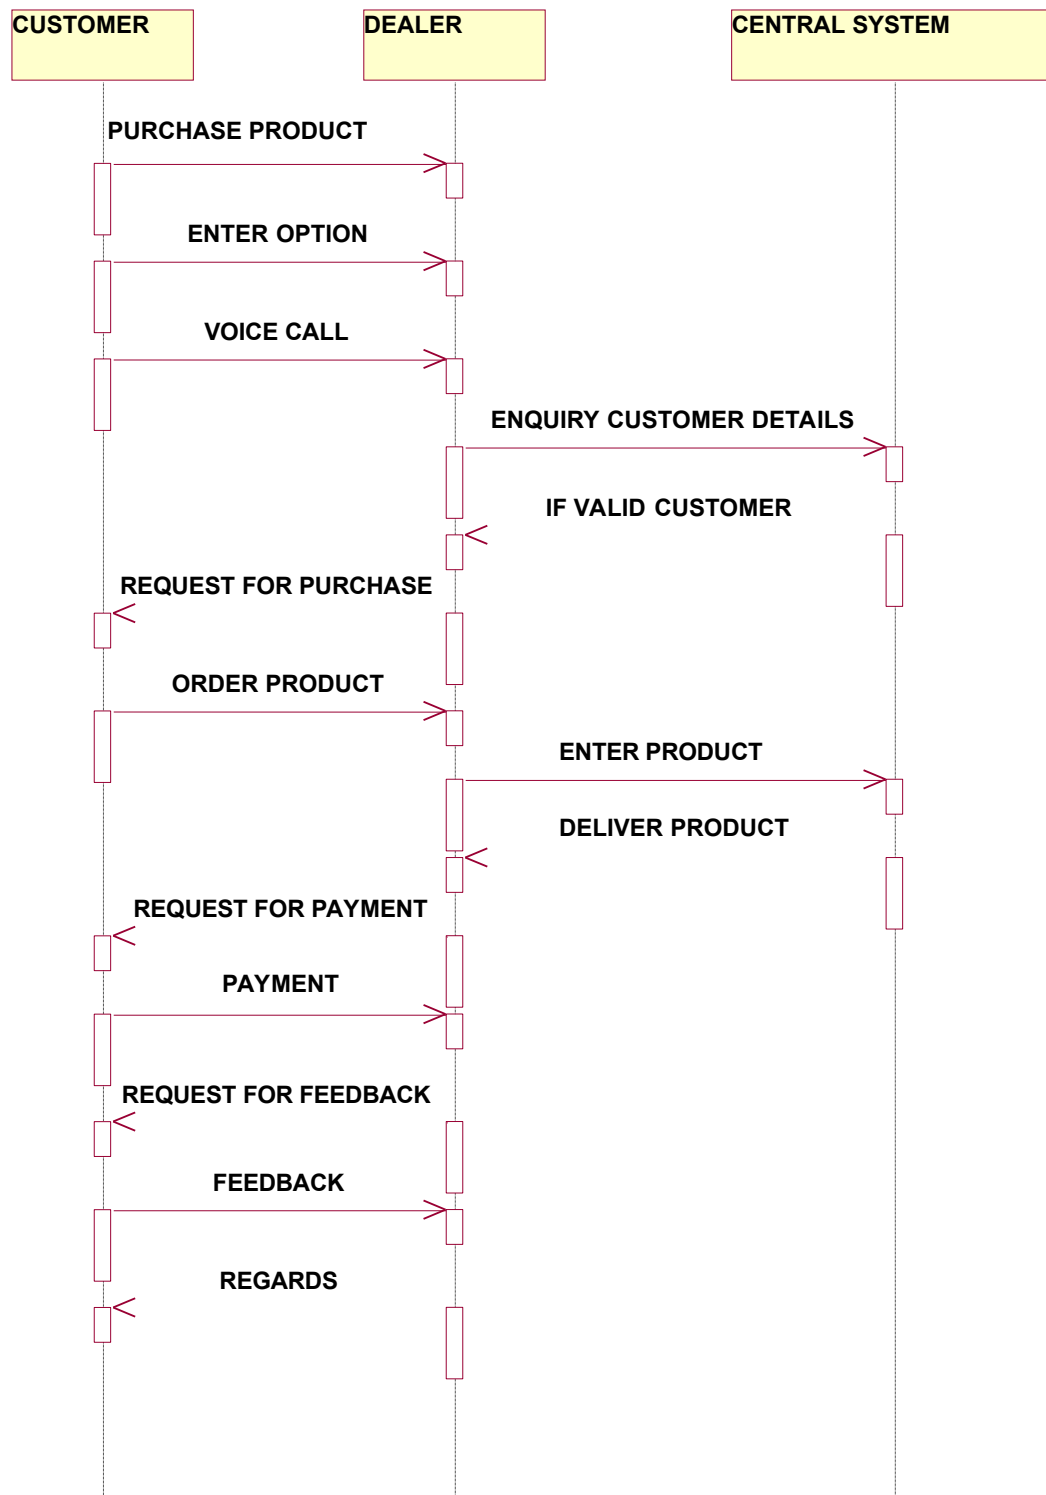 CUSTOMER
DEALER
CENTRAL SYSTEM
PURCHASE PRODUCT
ENTER OPTION
VOICE CALL
ENQUIRY CUSTOMER DETAILS
IF VALID CUSTOMER
REQUEST FOR PURCHASE
ORDER PRODUCT
ENTER PRODUCT
DELIVER PRODUCT
REQUEST FOR PAYMENT
PAYMENT
REQUEST FOR FEEDBACK
FEEDBACK
REGARDS